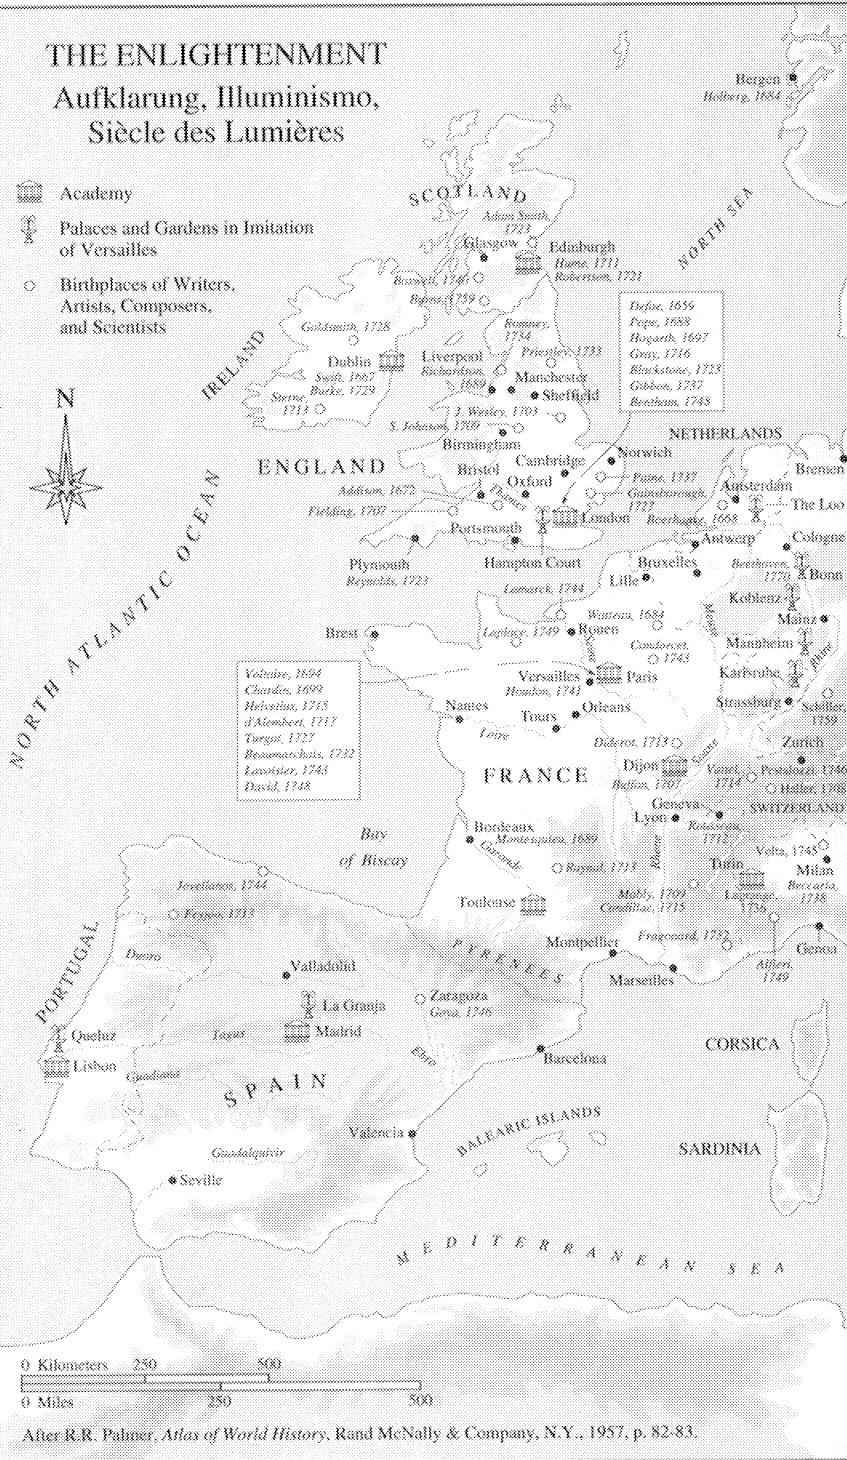 THE ENLIGHTENMENT
Aufklarung, Illuminismo,
Siècle des Lumières
Academy
Palaces and Gardens in Imitation
of Versailles
Birthplaces of Writers,
Artists, Composers,
and Scientists
N
Bergen
Holberg, 1684
NORTH SEA
SCOTLAND
Adam Smith,
1723
Glasgow
Edinburgh
Hume, 1711
Robertson, 1721
Boswell, 1740
Burns, 1759
IRELAND
Goldsmith, 1728
Dublin
Swift, 1667
Burke, 1729
Sterne,
1713
Romney,
1734
Priestley, 1733
Liverpool
Richardson,
1689
Manchester
Sheffield
J. Wesley, 1703
S. Johnson, 1709
Birmingham
Defoe, 1659
Pope, 1688
Hogarth, 1697
Gray, 1716
Blackstone, 1723
Gibbon, 1737
Bentham, 1748
ENGLAND
Norwich
Cambridge
Bristol
Oxford
Paine, 1737
Gainsborough,
1727
Addison, 1672
Thames
Fielding, 1707
London
Portsmouth
Plymouth
Reynolds, 1723
Hampton Court
NETHERLANDS
Bremen
Amsterdam
The Loo
Boerhaave, 1668
Antwerp
Cologne
Bruxelles
Beethoven,
1770
Bonn
Lille
Koblenz
Mainz
Meuse
Mannheim
Rhine
Karlsruhe
Strassburg
Schiller,
1759
Lamarck, 1744
Watteau, 1684
Laplace, 1749
Rouen
Condorcet,
1743
Seine
Brest
Versailles
Houdon, 1741
Paris
Voltaire, 1694
Chardin, 1699
Helvetius, 1715
d'Alembert, 1717
Turgot, 1727
Beaumarchais, 1732
Lavoisier, 1743
David, 1748
Nantes
Tours
Orleans
Loire
Diderot, 1713
Zurich
Dijon
Buffon, 1707
Vattel,
1714
Pestalozzi, 1746
Haller, 1708
FRANCE
Geneva
SWITZERLAND
Lyon
Rousseau,
1712
Bordeaux
Montesquieu, 1689
Garonde
Raynal, 1713
Rhone
Volta, 1745
Milan
Beccaria,
1738
Turin
Lagrange,
1736
Mably, 1709
Condillac, 1715
Toulouse
Fragonard, 1732
Montpellier
Alfieri,
1749
Genoa
Marseilles
Bay
of Biscay
NORTH ATLANTIC OCEAN
Jovellanos, 1744
PORTUGAL
Duoro
PYRENEES
Valladolid
La Granja
Zaragoza
Goya, 1746
Queluz
Tagus
Madrid
Lisbon
Guadiana
Ebro
Barcelona
SPAIN
CORSICA
BALEARIC ISLANDS
Valencia
SARDINIA
Guadalquivir
Seville
MEDITERRANEAN SEA
0 Kilometers 250 500
0 Miles 250 500
After R.R. Palmer, Atlas of World History, Rand McNally & Company, N.Y., 1957, p. 82-83.